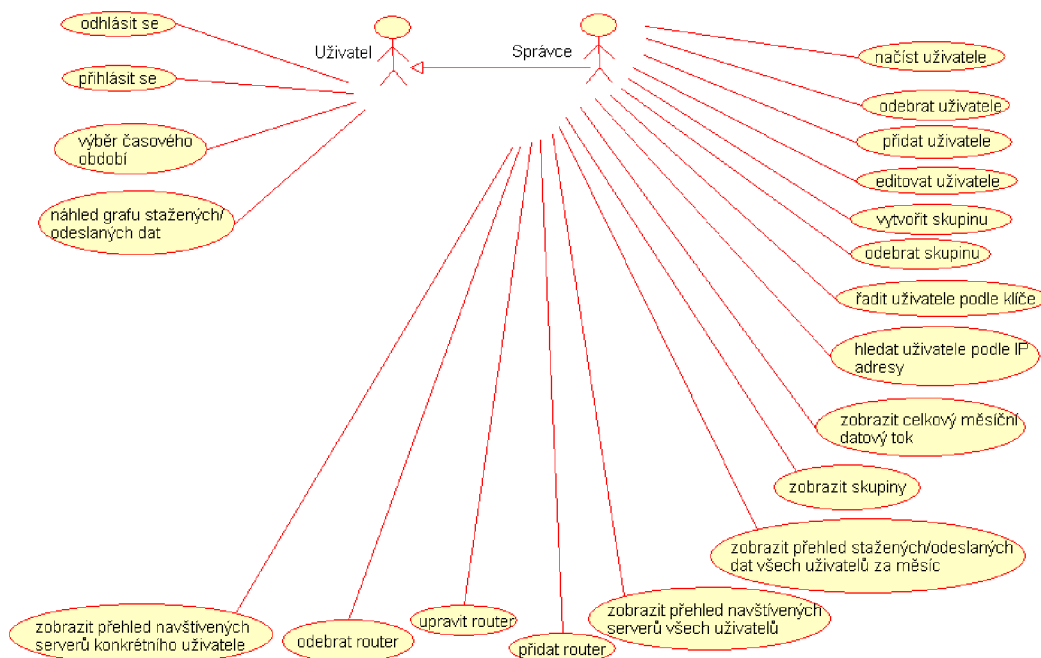 odhlásit se
přihlásit se
výběr časového
období
náhled grafu stažených/
odeslaných dat
Uživatel
Správce
načíst uživatele
odebrat uživatele
přidat uživatele
editovat uživatele
vytvořit skupinu
odebrat skupinu
řadit uživatele podle klíče
hledat uživatele podle IP
adresy
zobrazit celkový měsíční
datový tok
zobrazit skupiny
zobrazit přehled stažených/odeslaných
dat všech uživatelů za měsíc
zobrazit přehled navštívených
serverů všech uživatelů
přidat router
upravit router
odebrat router
zobrazit přehled navštívených
serverů konkrétního uživatele